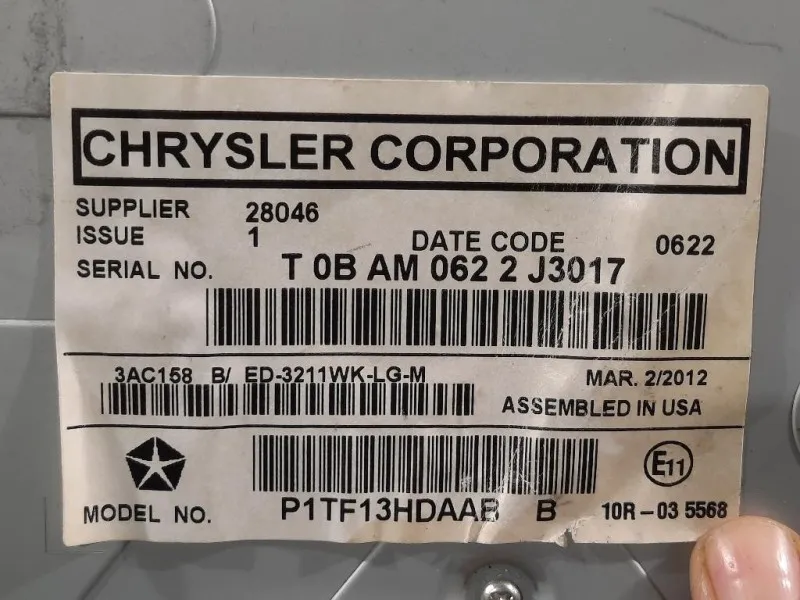 CHRYSLER CORPORATION
SUPPLIER 28046
ISSUE 1 DATE CODE 0622
SERIAL NO. T 0B AM 062 2 J3017
3AC158 B/ ED-3211WK-LG-M MAR. 2/2012
ASSEMBLED IN USA
E11
MODEL NO. P1TF13HDAAB B 10R-03 5568